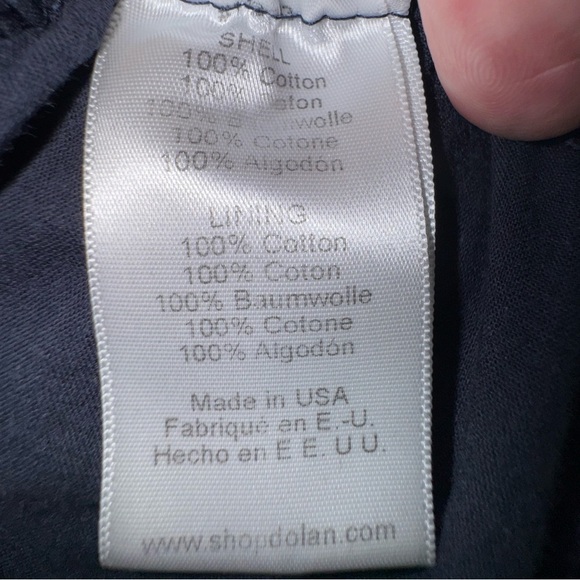 SHELL
100% Cotton
100% Coton
100% Baumwolle
100% Cotone
100% Algodón
LINING
100% Cotton
100% Coton
100% Baumwolle
100% Cotone
100% Algodón
Made in USA
Fabriqué en E.-U.
Hecho en E E. U U.
www.shopdolan.com